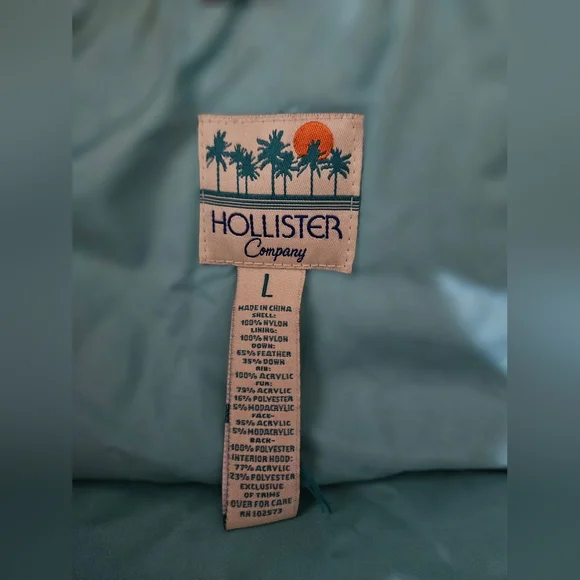 HOLLISTER
Company
L
MADE IN CHINA
SHELL:
100% NYLON
LINING:
100% NYLON
DOWN:
65% FEATHER
35% DOWN
RIB:
100% ACRYLIC
FUR:
79% ACRYLIC
16% POLYESTER
5% MODACRYLIC
FACE-
95% ACRYLIC
5% MODACRYLIC
BACK-
100% POLYESTER
INTERIOR HOOD:
77% ACRYLIC
23% POLYESTER
EXCLUSIVE
OF TRIMS
OVER FOR CARE
RN 102573